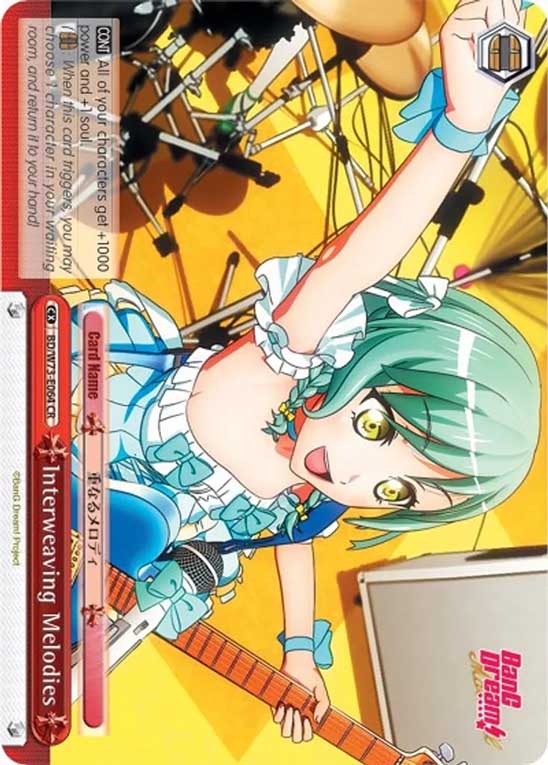 BanG
Dream!
[CONT] All of your characters get +1000
power and +1 soul.
When this card triggers, you may
choose 1 character in your waiting
room, and return it to your hand)
Card Name
重なるメロディ
CX
BD/W73-E064 CR
Interweaving Melodies
©BanG Dream! Project